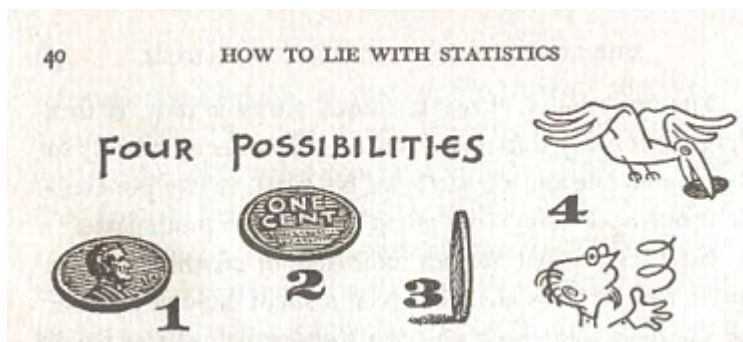 40 HOW TO LIE WITH STATISTICS
FOUR POSSIBILITIES
ONE
CENT
1
2
3
4